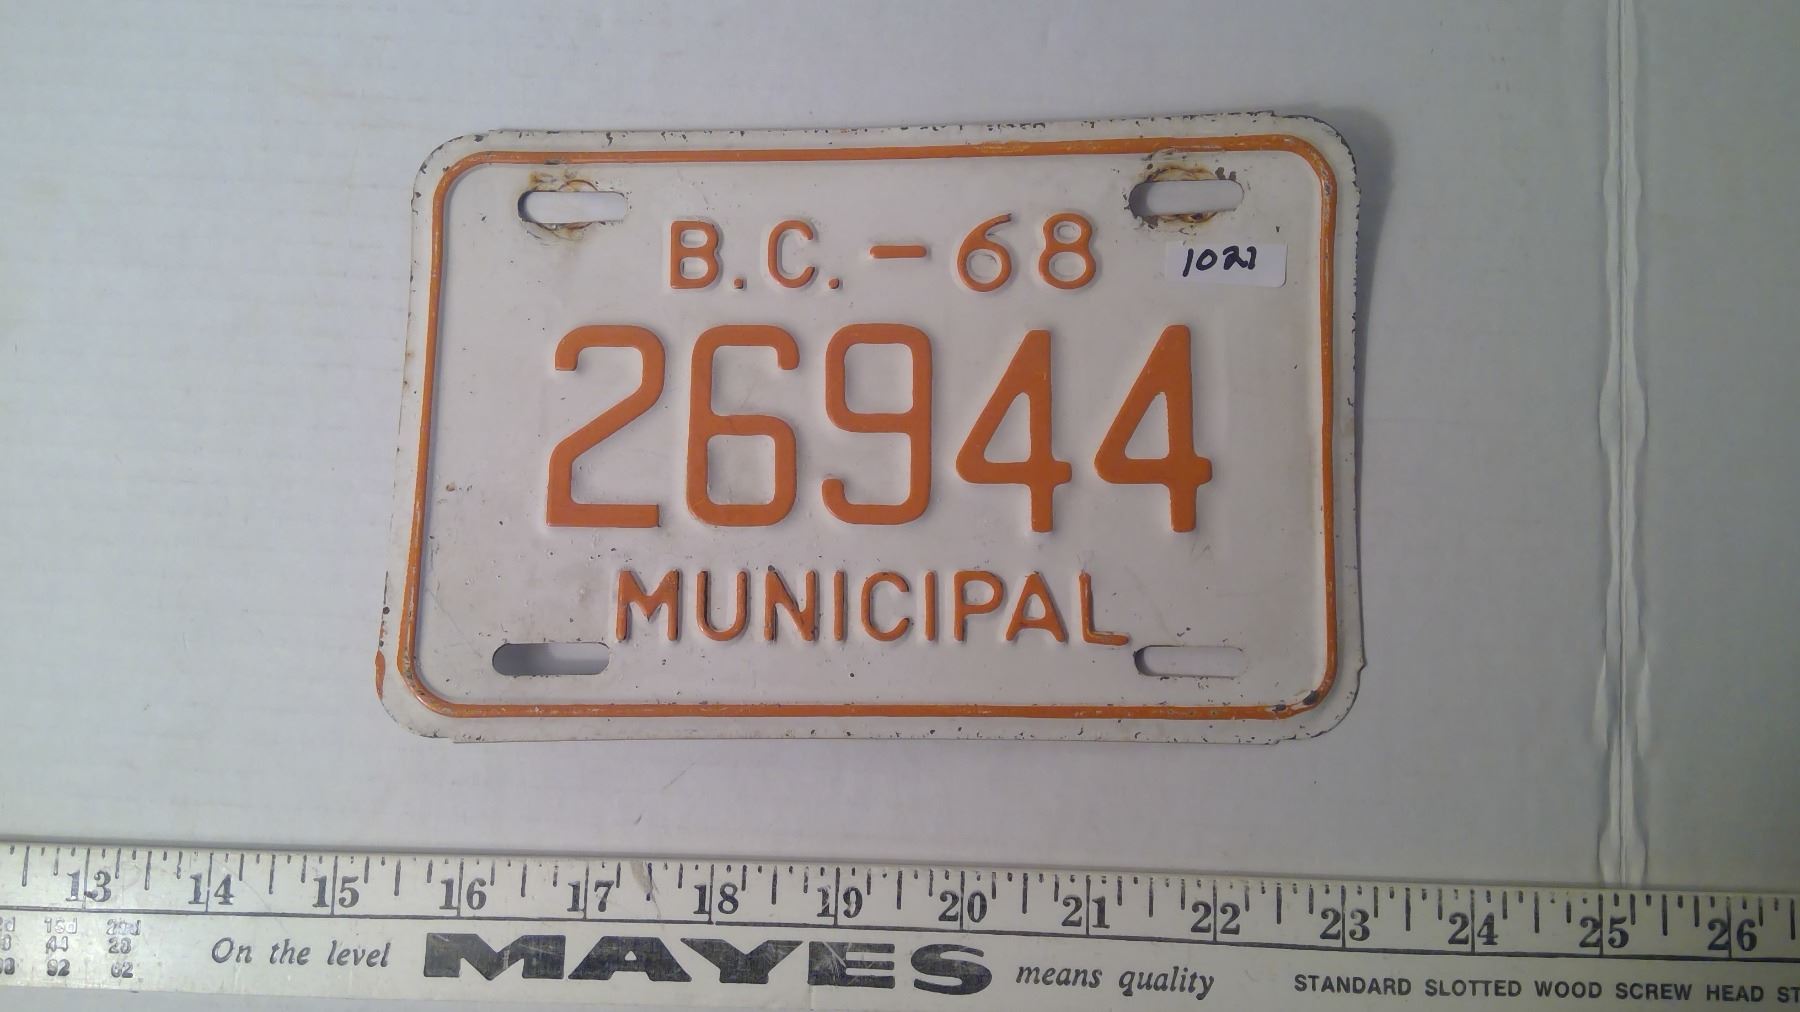 B.C.-68
1021
26944
MUNICIPAL
13 14 15 16 17 18 19 20 21 22 23 24 25 26
On the level MAYES means quality STANDARD SLOTTED WOOD SCREW HEAD